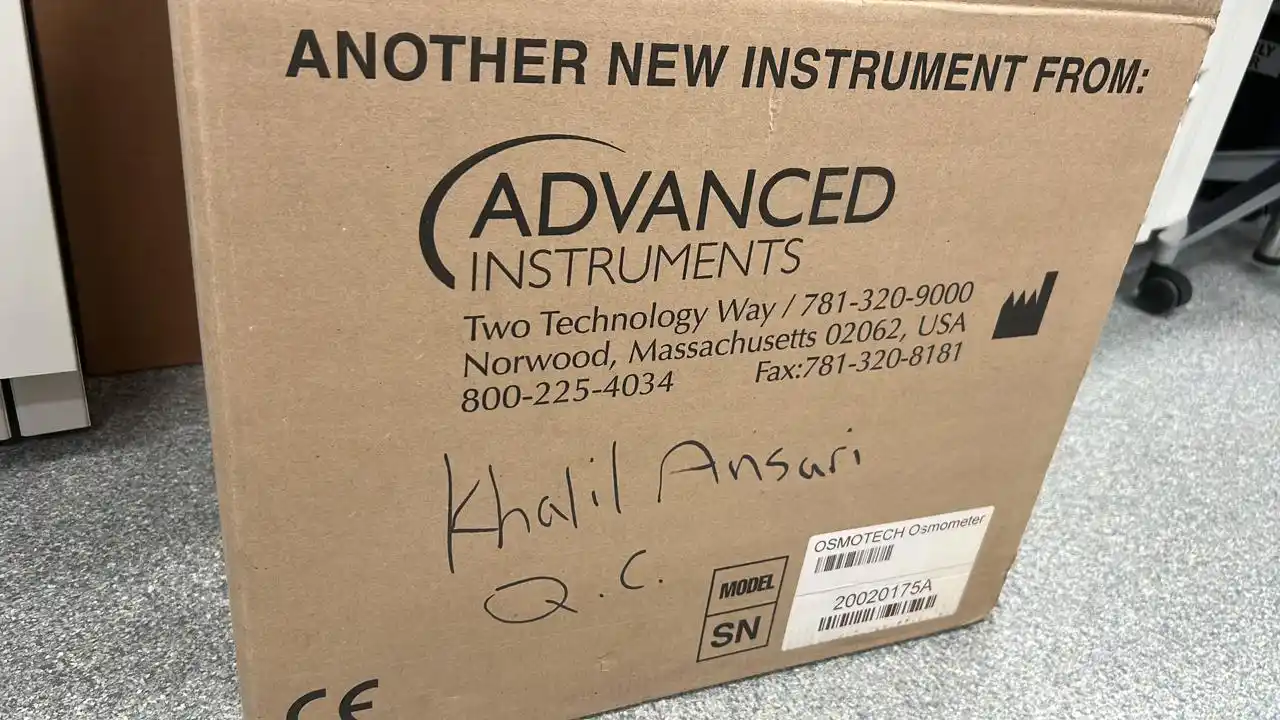 ANOTHER NEW INSTRUMENT FROM:
ADVANCED
INSTRUMENTS
Two Technology Way / 781-320-9000
Norwood, Massachusetts 02062, USA
800-225-4034 Fax:781-320-8181
Khalil Ansari
Q.C.
MODEL
SN
OSMOTECH Osmometer
20020175A
CE